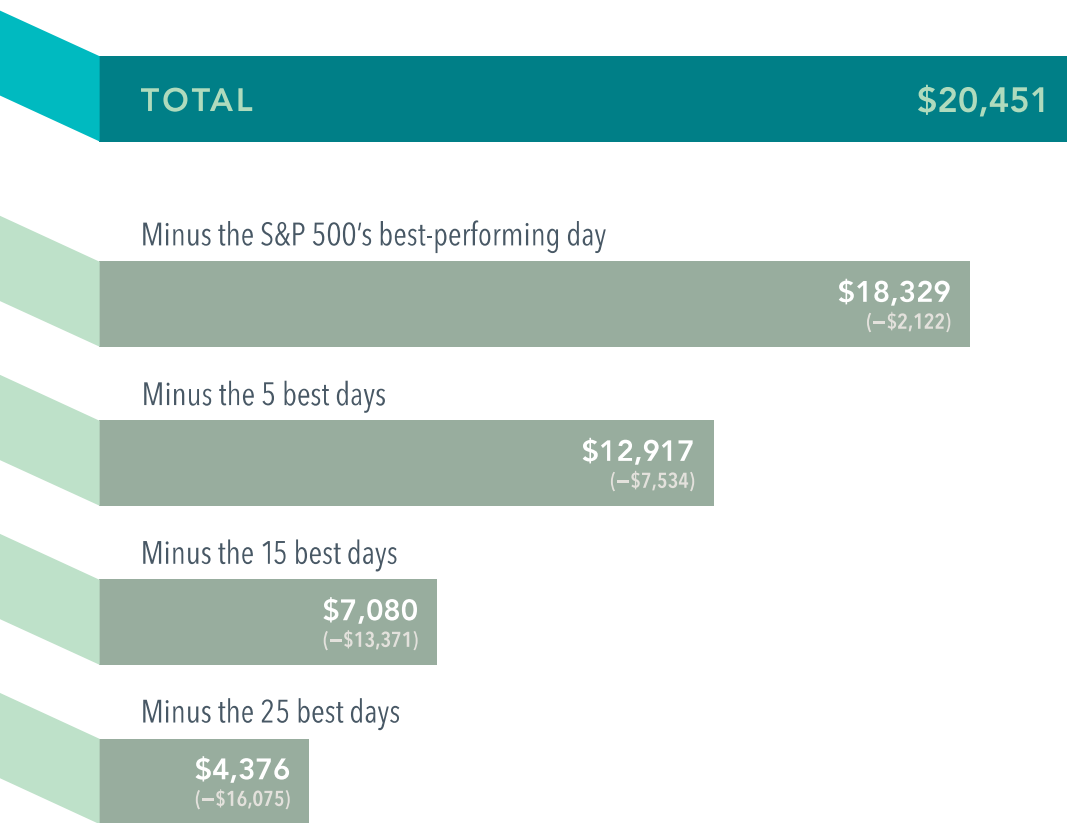 TOTAL $20,451
Minus the S&P 500’s best-performing day
$18,329
(–$2,122)
Minus the 5 best days
$12,917
(–$7,534)
Minus the 15 best days
$7,080
(–$13,371)
Minus the 25 best days
$4,376
(–$16,075)